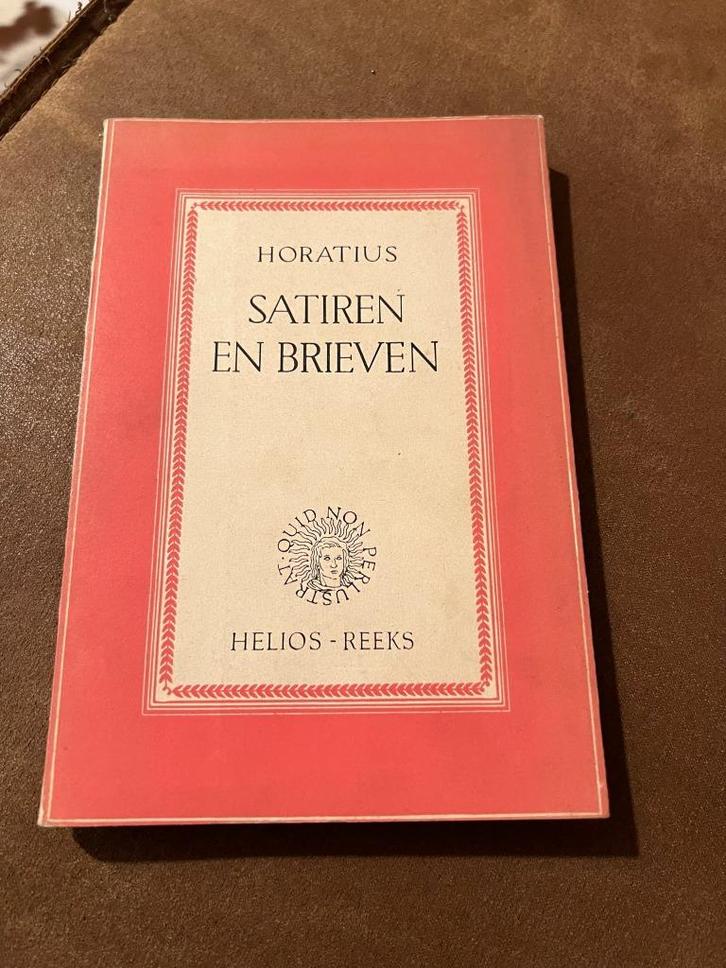 HORATIUS
SATIREN
EN BRIEVEN
QUID NON PERLUSTRAT
HELIOS - REEKS